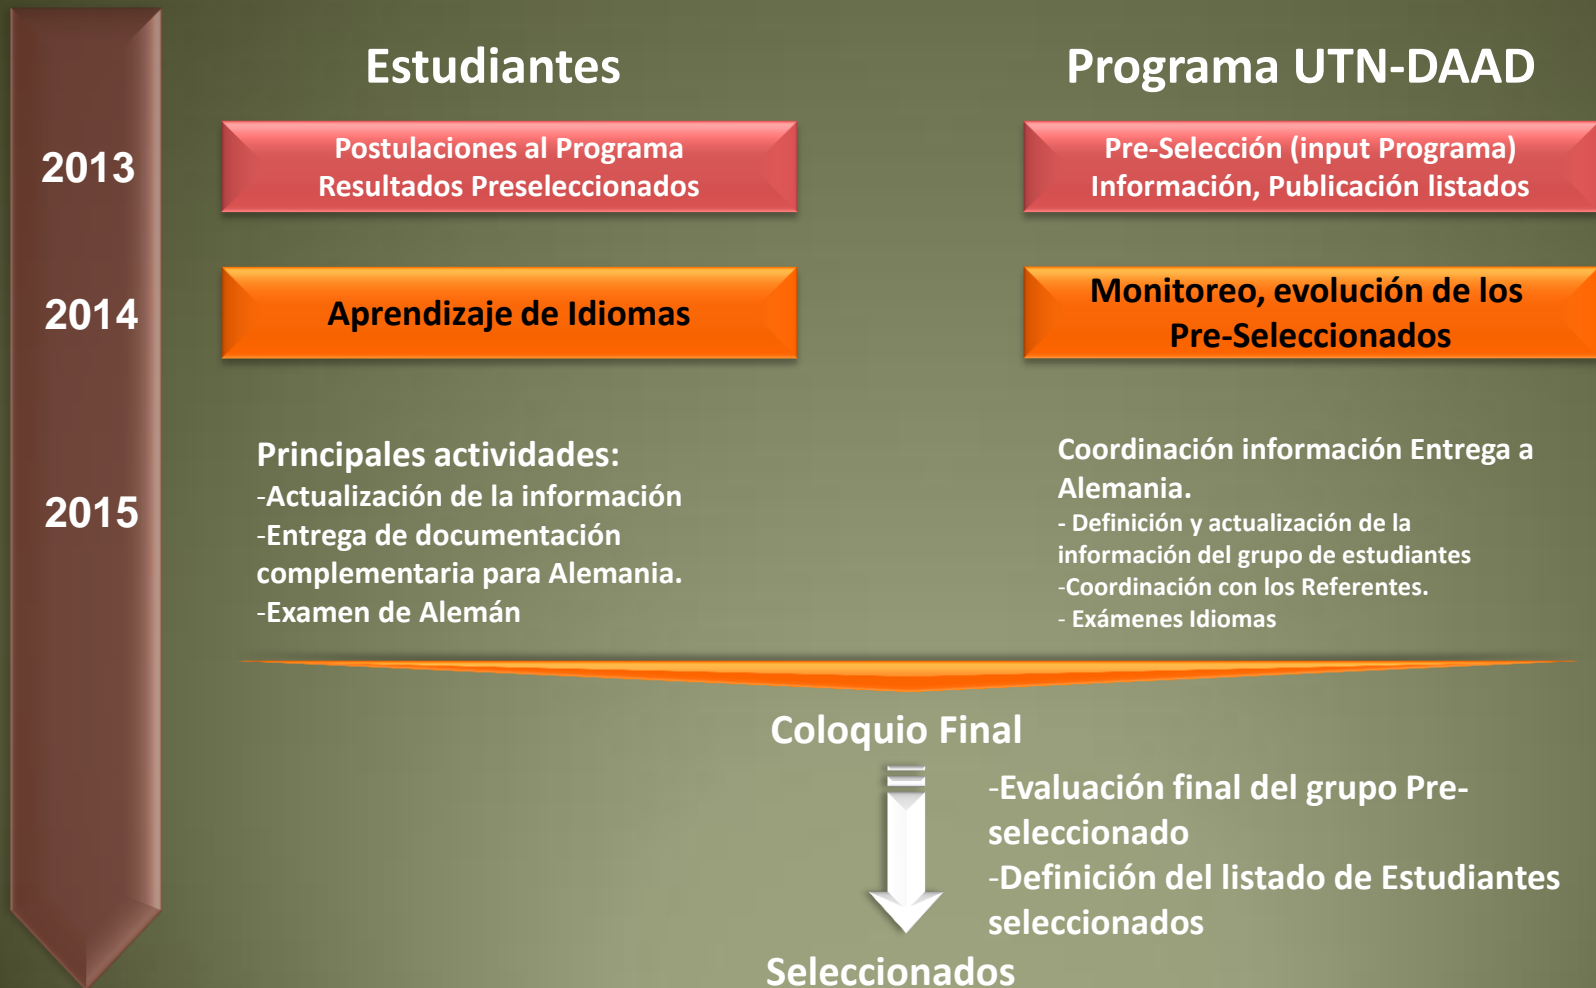 Estudiantes
Programa UTN-DAAD
2013
Postulaciones al Programa
Resultados Preseleccionados
Pre-Selección (input Programa)
Información, Publicación listados
2014
Aprendizaje de Idiomas
Monitoreo, evolución de los
Pre-Seleccionados
2015
Principales actividades:
-Actualización de la información
-Entrega de documentación
complementaria para Alemania.
-Examen de Alemán
Coordinación información Entrega a
Alemania.
- Definición y actualización de la
información del grupo de estudiantes
-Coordinación con los Referentes.
- Exámenes Idiomas
Coloquio Final
-Evaluación final del grupo Pre-
seleccionado
-Definición del listado de Estudiantes
seleccionados
Seleccionados